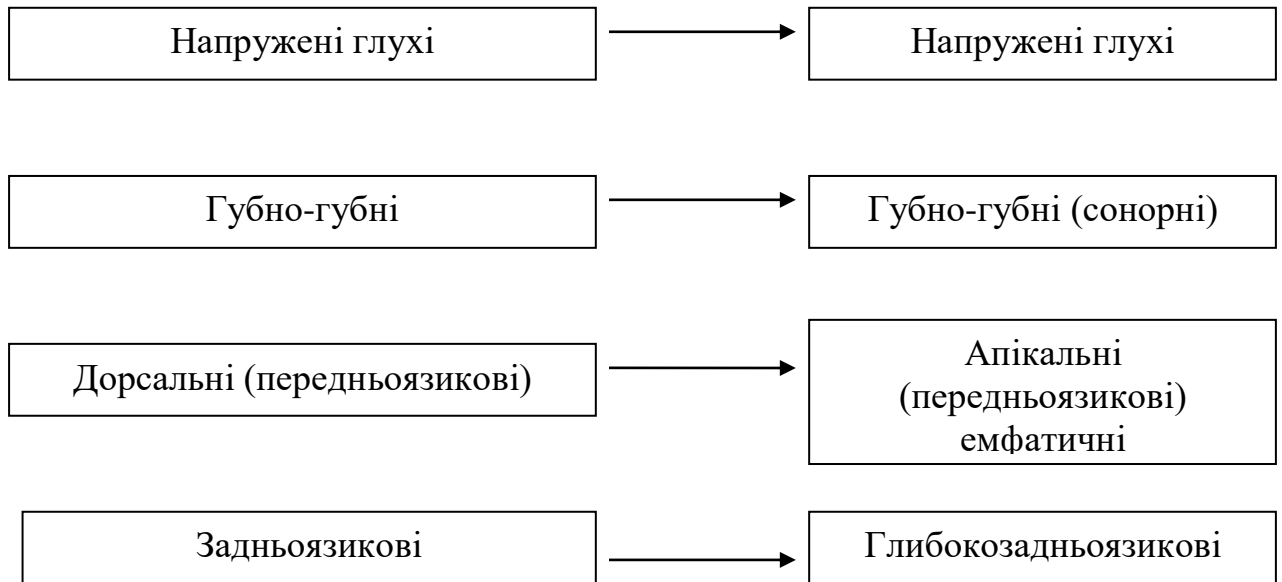 Напружені глухі
Напружені глухі
Губно-губні
Губно-губні (сонорні)
Дорсальні (передньоязикові)
Апікальні
(передньоязикові)
емфатичні
Задньоязикові
Глибокозадньоязикові